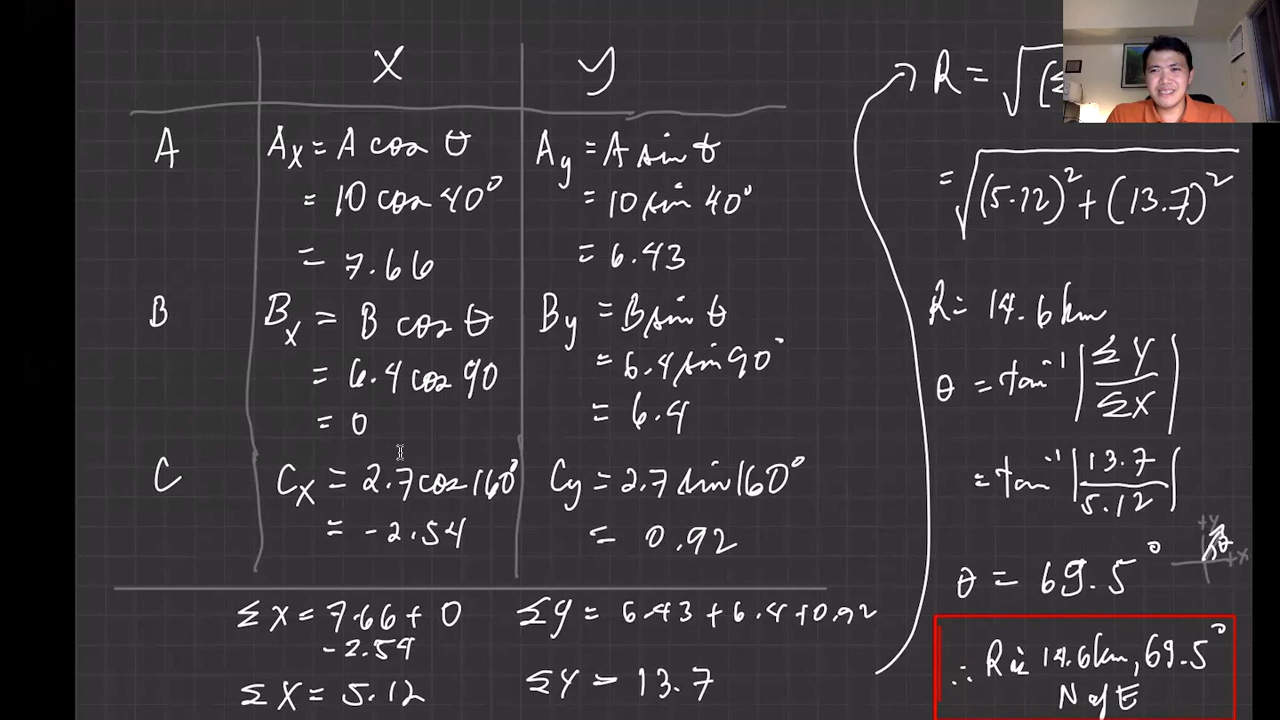 x y
A Ax = A cos θ Ay = A sin θ
= 10 cos 40° = 10 sin 40°
= 7.66 = 6.43
B Bx = B cos θ By = B sin θ
= 6.4 cos 90 = 6.4 sin 90°
= 0 = 6.4
C Cx = 2.7 cos 160° Cy = 2.7 sin 160°
= -2.54 = 0.92
ΣX = 7.66 + 0 Σy = 6.43 + 6.4 + 0.92
-2.54
ΣX = 5.12 ΣY = 13.7
R = √(Σ
= √(5.12)² + (13.7)²
R = 14.6 km
θ = tan⁻¹ |ΣY/ΣX|
= tan⁻¹ |13.7/5.12|
+y
θ
+x
θ = 69.5°
∴ R is 14.6 km, 69.5°
N of E